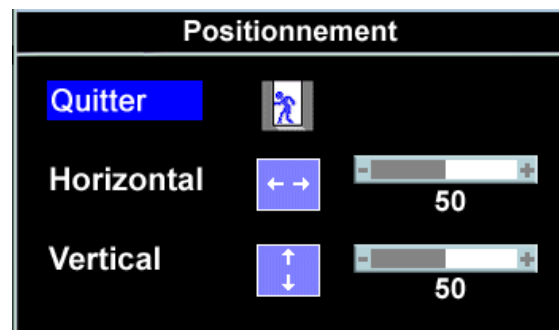 Positionnement
Quitter
Horizontal
- +
50
Vertical
- +
50